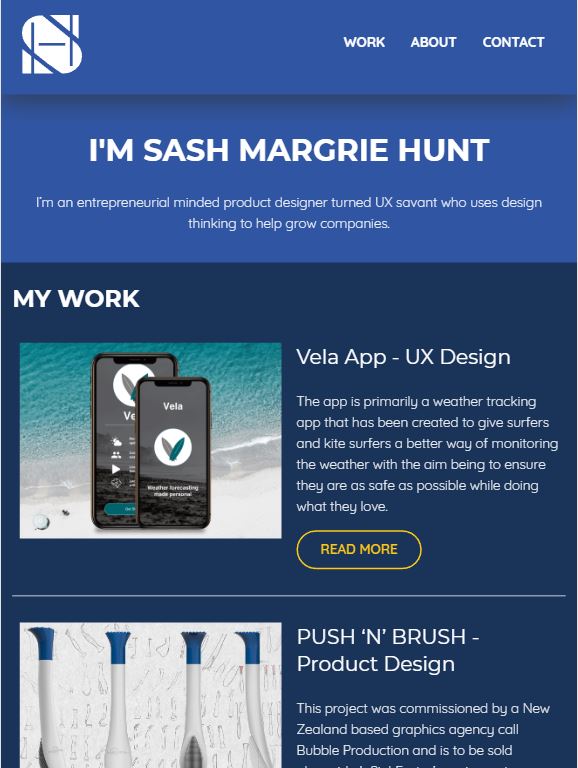 WORK ABOUT CONTACT
I'M SASH MARGRIE HUNT
I'm an entrepreneurial minded product designer turned UX savant who uses design
thinking to help grow companies.
MY WORK
Vela
Weather forecasting
made personal
Vela App - UX Design
The app is primarily a weather tracking
app that has been created to give surfers
and kite surfers a better way of monitoring
the weather with the aim being to ensure
they are as safe as possible while doing
what they love.
READ MORE
PUSH ‘N’ BRUSH -
Product Design
This project was commissioned by a New
Zealand based graphics agency call
Bubble Production and is to be sold